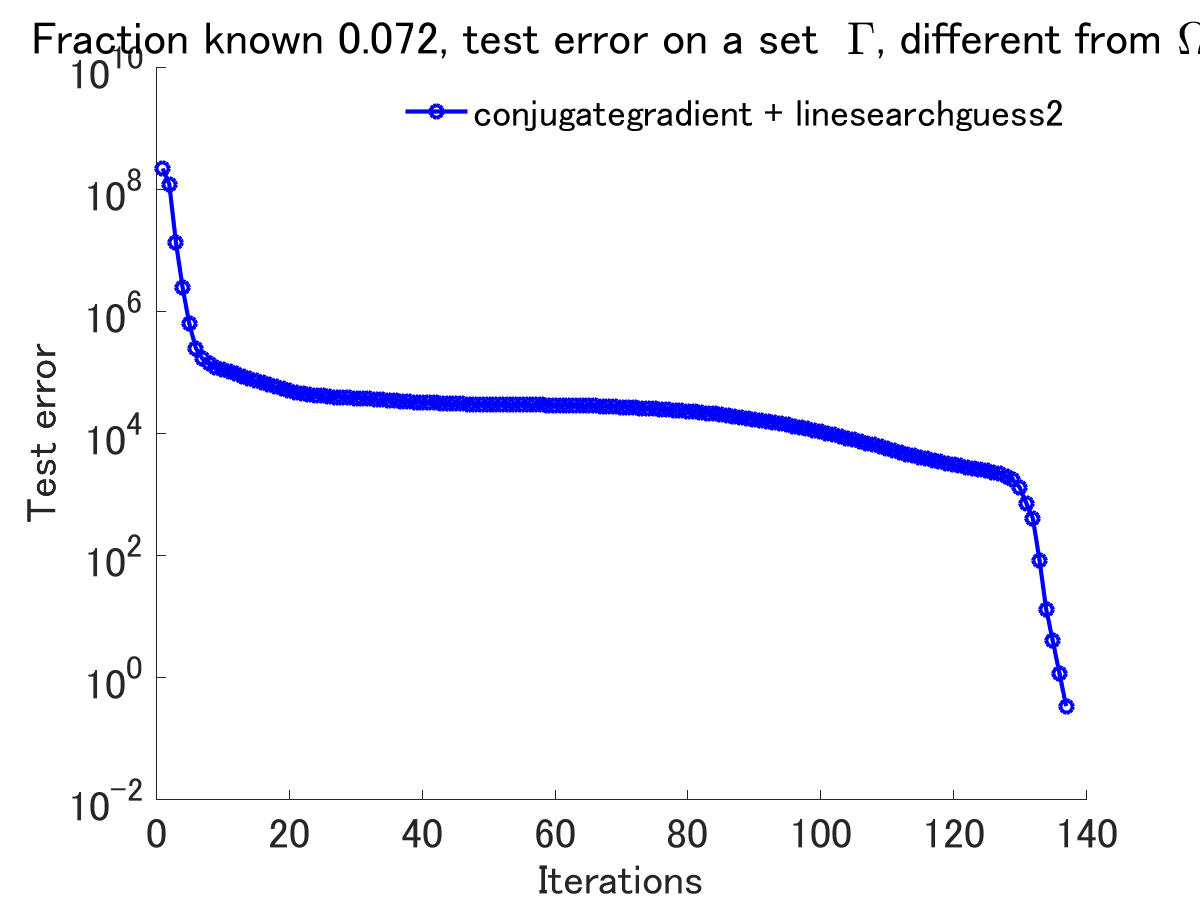 Fraction known 0.072, test error on a set Γ, different from Ω
10^10
conjugategradient + linesearchguess2
10^8
10^6
10^4
10^2
10^0
10^-2
Test error
0 20 40 60 80 100 120 140
Iterations